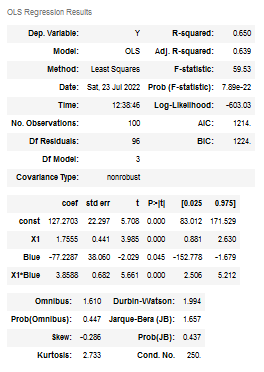 OLS Regression Results
Dep. Variable: Y R-squared: 0.650
Model: OLS Adj. R-squared: 0.639
Method: Least Squares F-statistic: 59.53
Date: Sat, 23 Jul 2022 Prob (F-statistic): 7.89e-22
Time: 12:38:46 Log-Likelihood: -603.03
No. Observations: 100 AIC: 1214.
Df Residuals: 96 BIC: 1224.
Df Model: 3
Covariance Type: nonrobust
coef std err t P>|t| [0.025 0.975]
const 127.2703 22.297 5.708 0.000 83.012 171.529
X1 1.7555 0.441 3.985 0.000 0.881 2.630
Blue -77.2287 38.060 -2.029 0.045 -152.778 -1.679
X1*Blue 3.8588 0.682 5.661 0.000 2.506 5.212
Omnibus: 1.610 Durbin-Watson: 1.994
Prob(Omnibus): 0.447 Jarque-Bera (JB): 1.657
Skew: -0.286 Prob(JB): 0.437
Kurtosis: 2.733 Cond. No. 250.